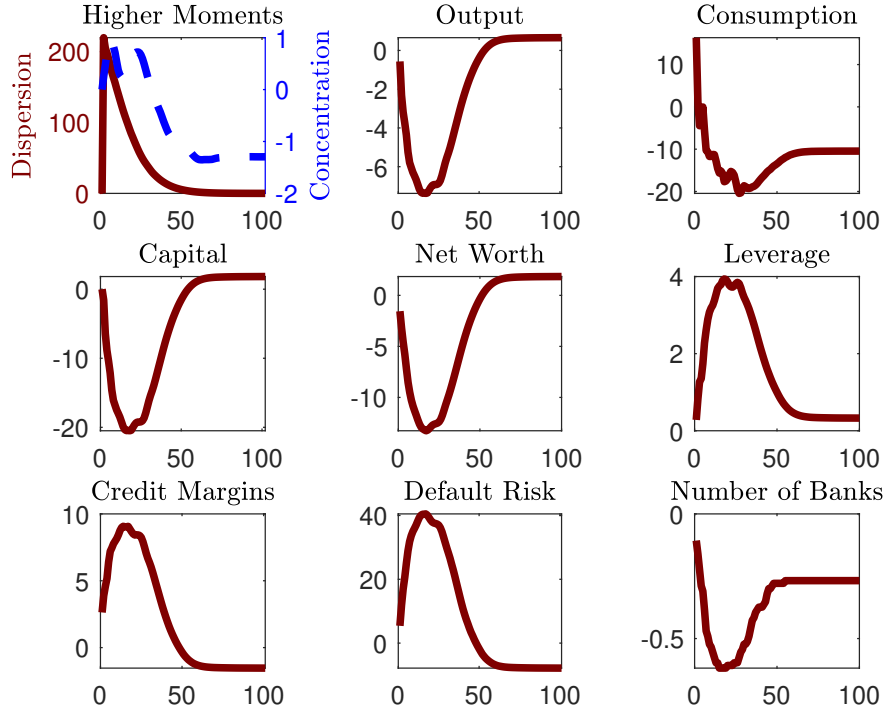 Higher Moments
Output
Consumption
Dispersion
200
100
0
1
0
-1
-2
Concentration
0
-2
-4
-6
10
0
-10
-20
0 50 100
0 50 100
0 50 100
Capital
Net Worth
Leverage
0
-10
-20
0
-5
-10
4
2
0
0 50 100
0 50 100
0 50 100
Credit Margins
Default Risk
Number of Banks
10
5
0
40
20
0
0
-0.5
0 50 100
0 50 100
0 50 100